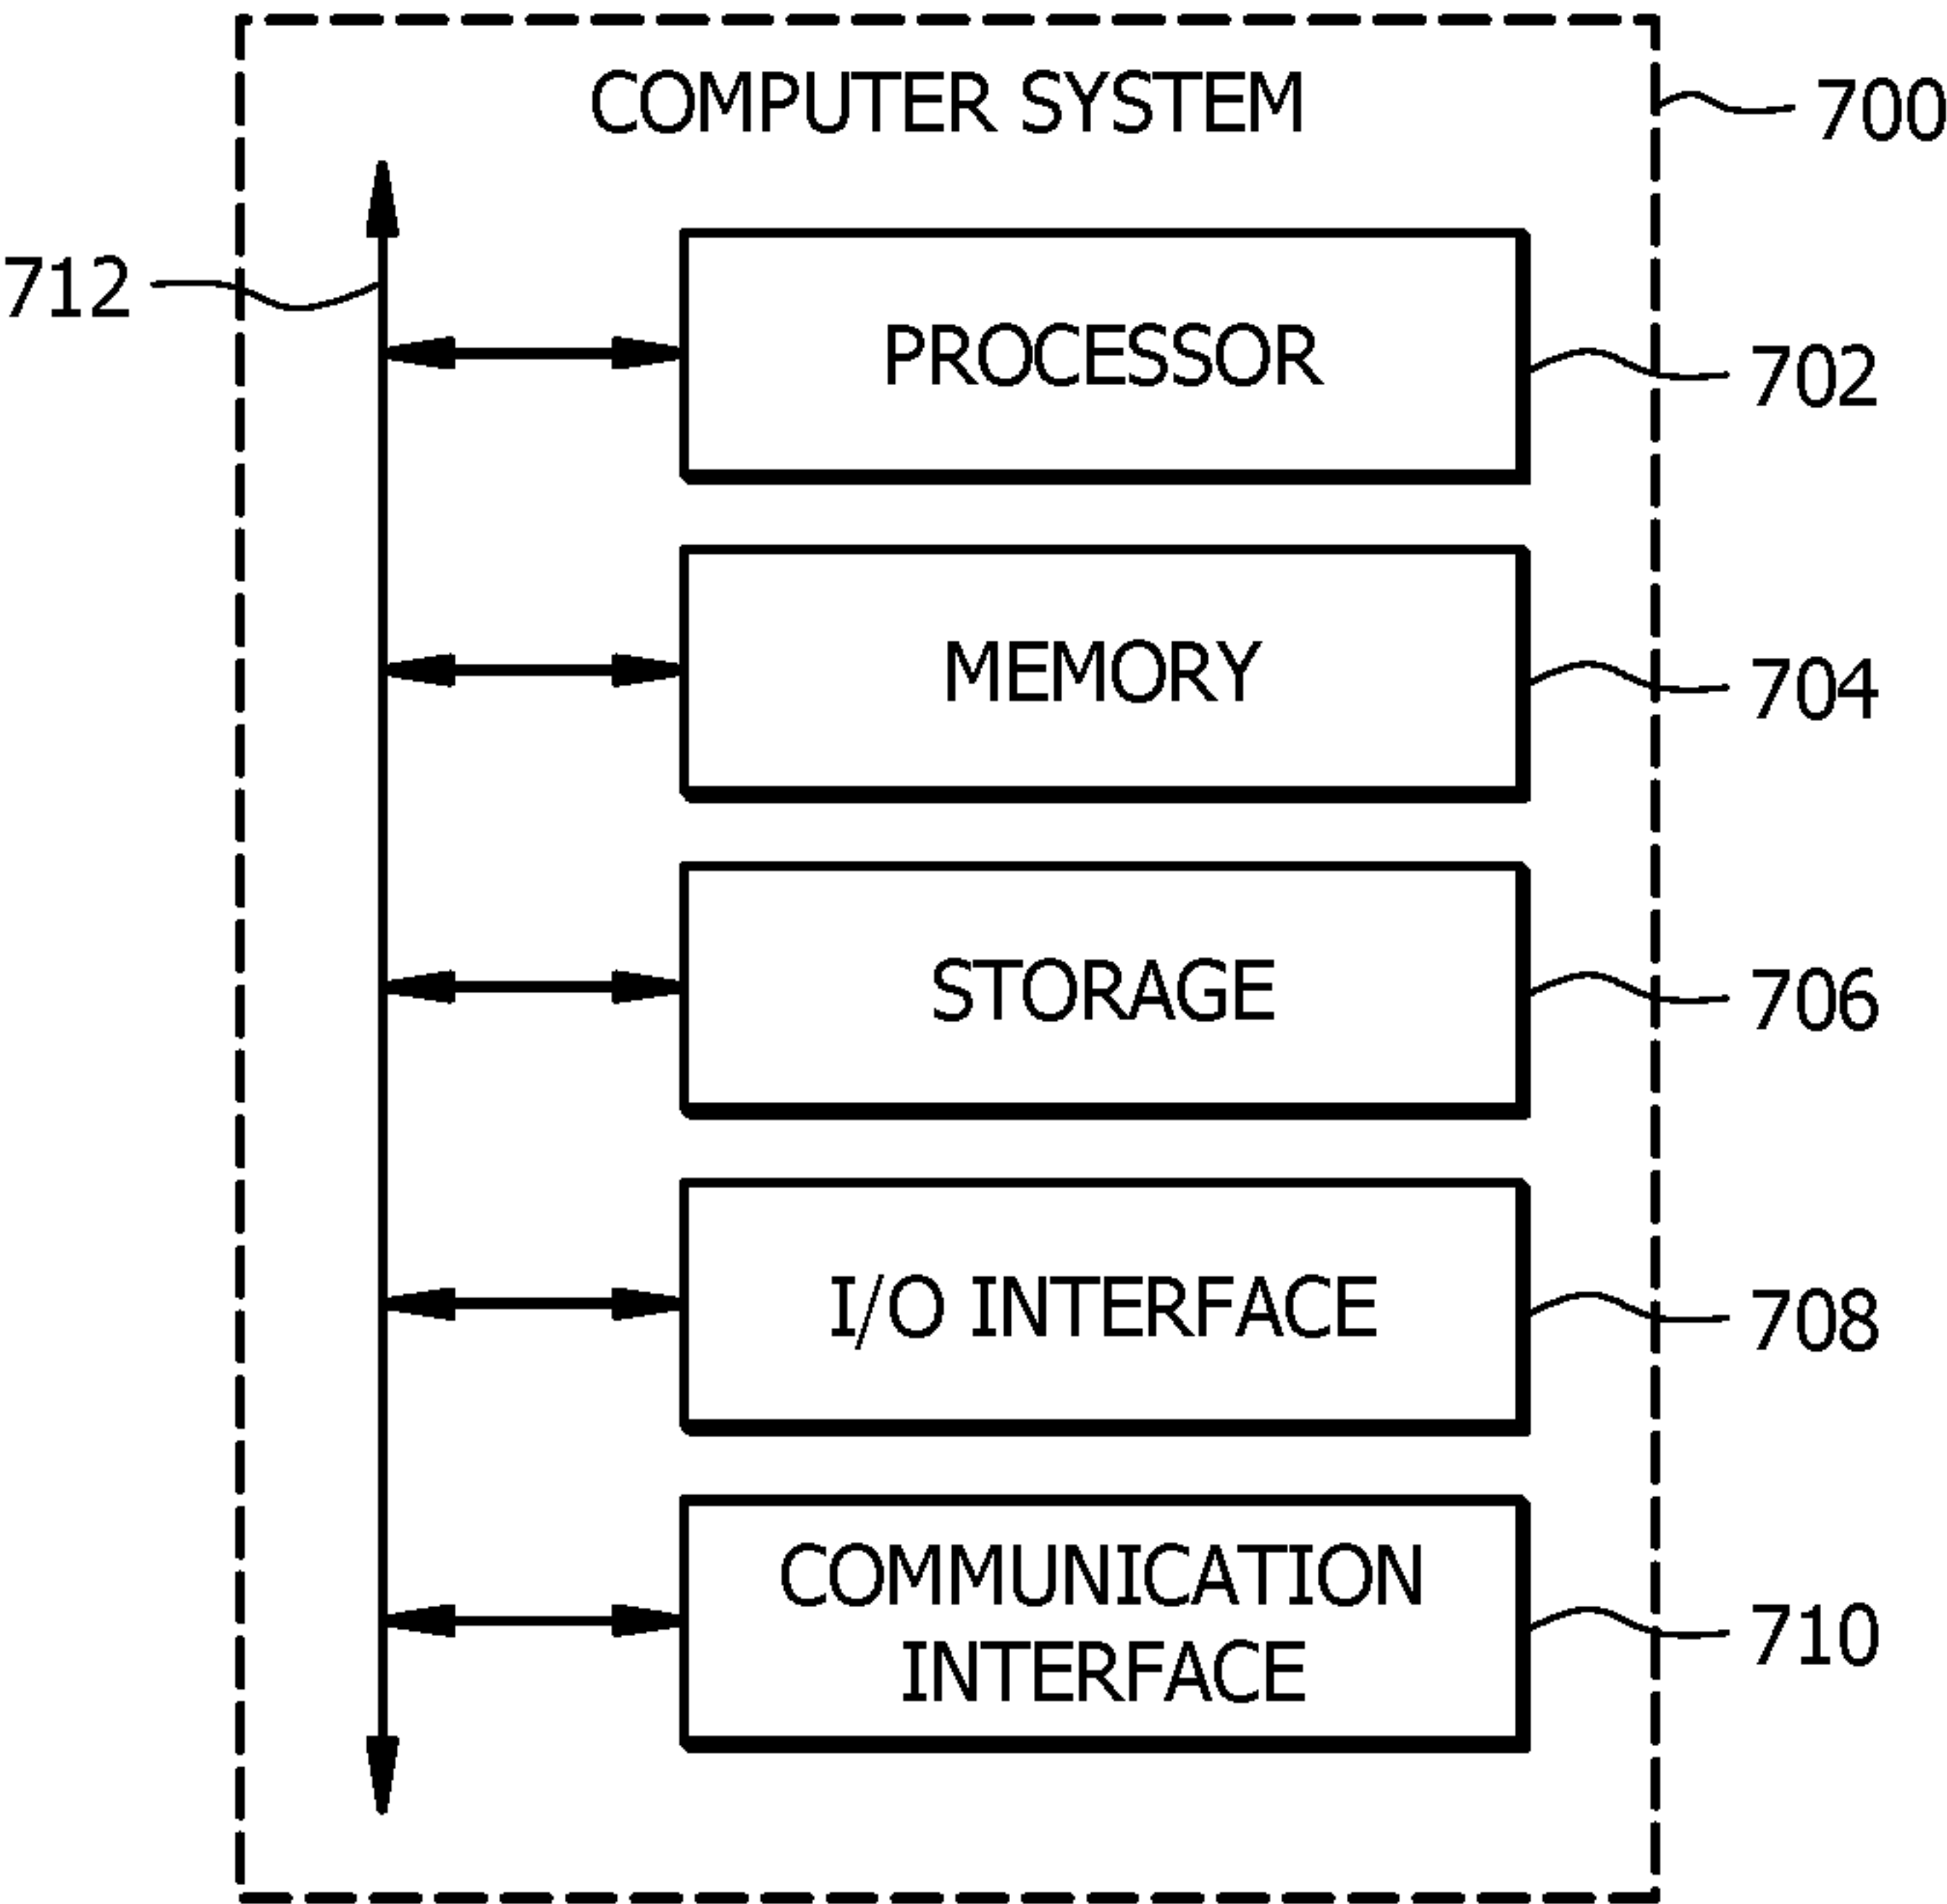 COMPUTER SYSTEM
700
712
PROCESSOR
702
MEMORY
704
STORAGE
706
I/O INTERFACE
708
COMMUNICATION
INTERFACE
710